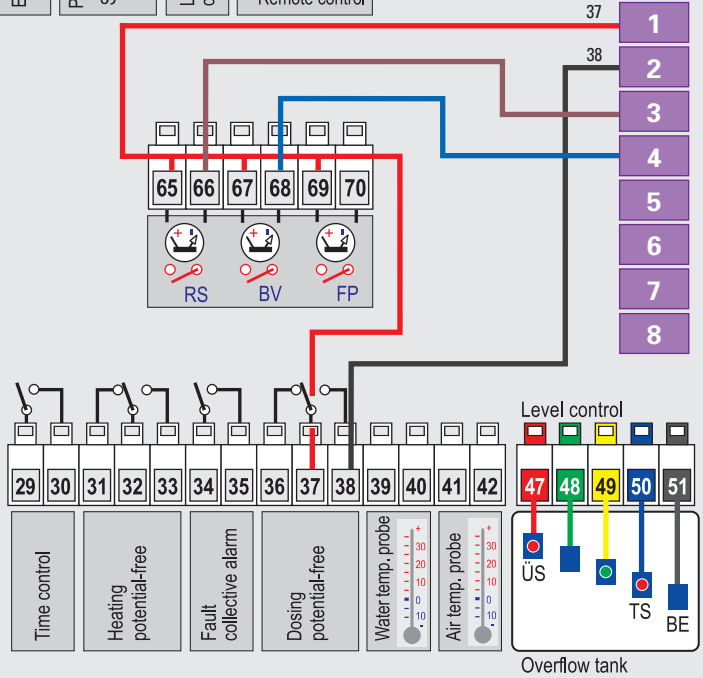 Remote control
37
1
38
2
3
4
5
6
7
8
65 66 67 68 69 70
+ - + - + -
RS BV FP
Level control
29 30 31 32 33 34 35 36 37 38 39 40 41 42
47 48 49 50 51
Time control
Heating
potential-free
Fault
collective alarm
Dosing
potential-free
Water temp. probe
+
30
20
10
0
10
-
Air temp. probe
+
30
20
10
0
10
-
ÜS
TS
BE
Overflow tank